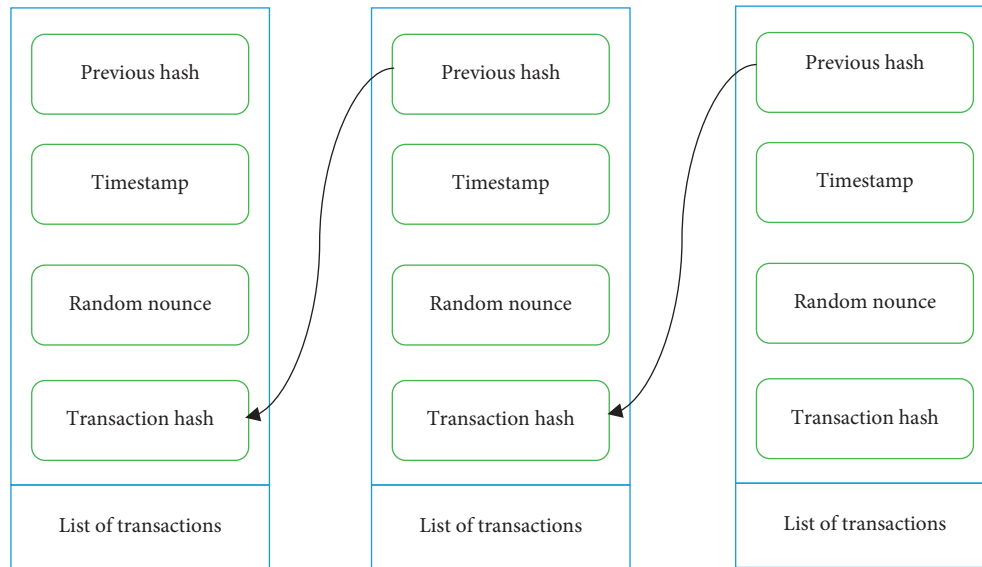 Previous hash
Timestamp
Random nounce
Transaction hash
List of transactions
Previous hash
Timestamp
Random nounce
Transaction hash
List of transactions
Previous hash
Timestamp
Random nounce
Transaction hash
List of transactions